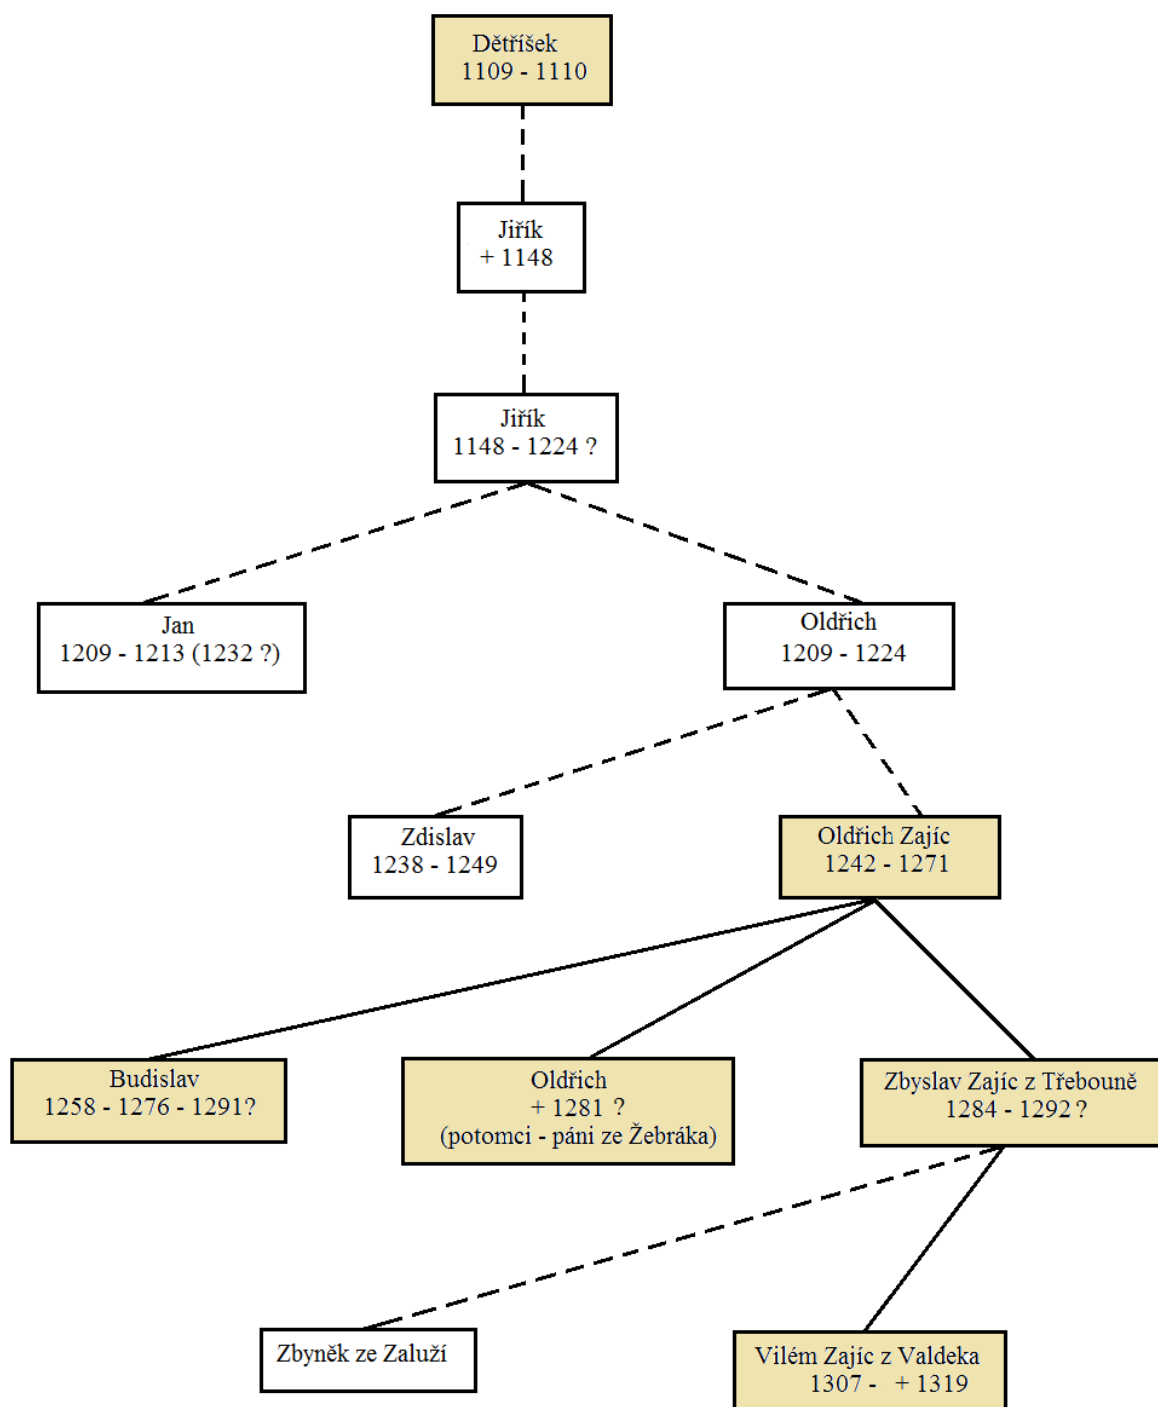 Dětříšek
1109 - 1110
Jiřík
+ 1148
Jiřík
1148 - 1224 ?
Jan
1209 - 1213 (1232 ?)
Oldřich
1209 - 1224
Zdislav
1238 - 1249
Oldřich Zajíc
1242 - 1271
Budislav
1258 - 1276 - 1291?
Oldřich
+ 1281 ?
(potomci - páni ze Žebráka)
Zbyslav Zajíc z Třebouně
1284 - 1292 ?
Zbyněk ze Zaluží
Vilém Zajíc z Valdeka
1307 - + 1319